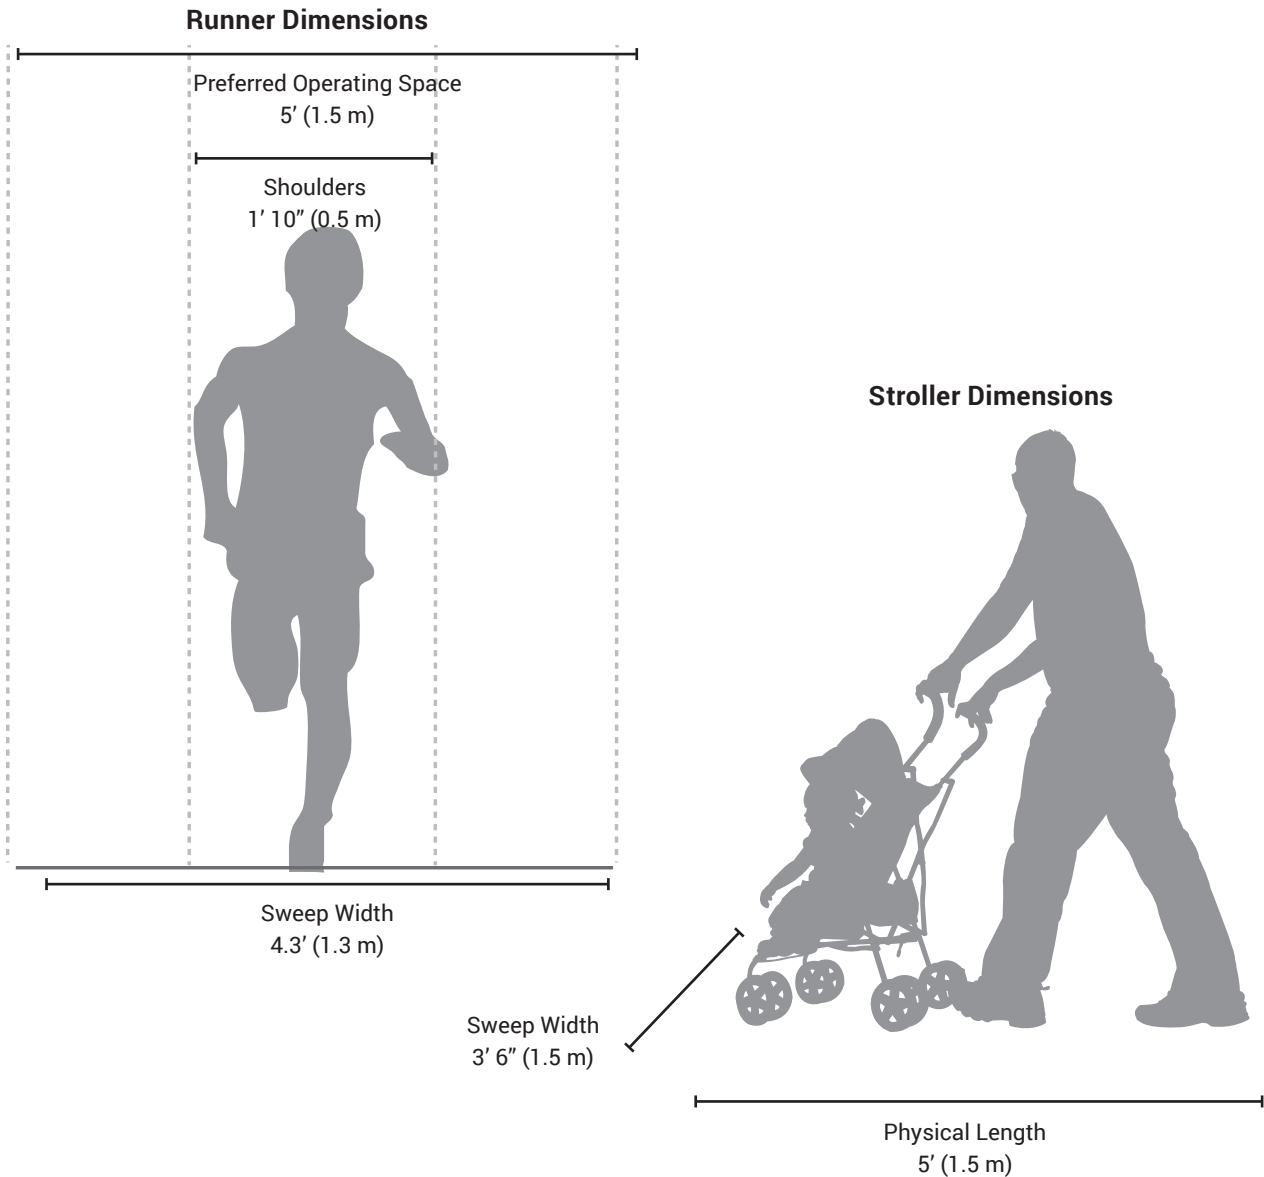 Runner Dimensions
Preferred Operating Space
5’ (1.5 m)
Shoulders
1’ 10” (0.5 m)
Sweep Width
4.3’ (1.3 m)
Stroller Dimensions
Sweep Width
3’ 6” (1.5 m)
Physical Length
5’ (1.5 m)